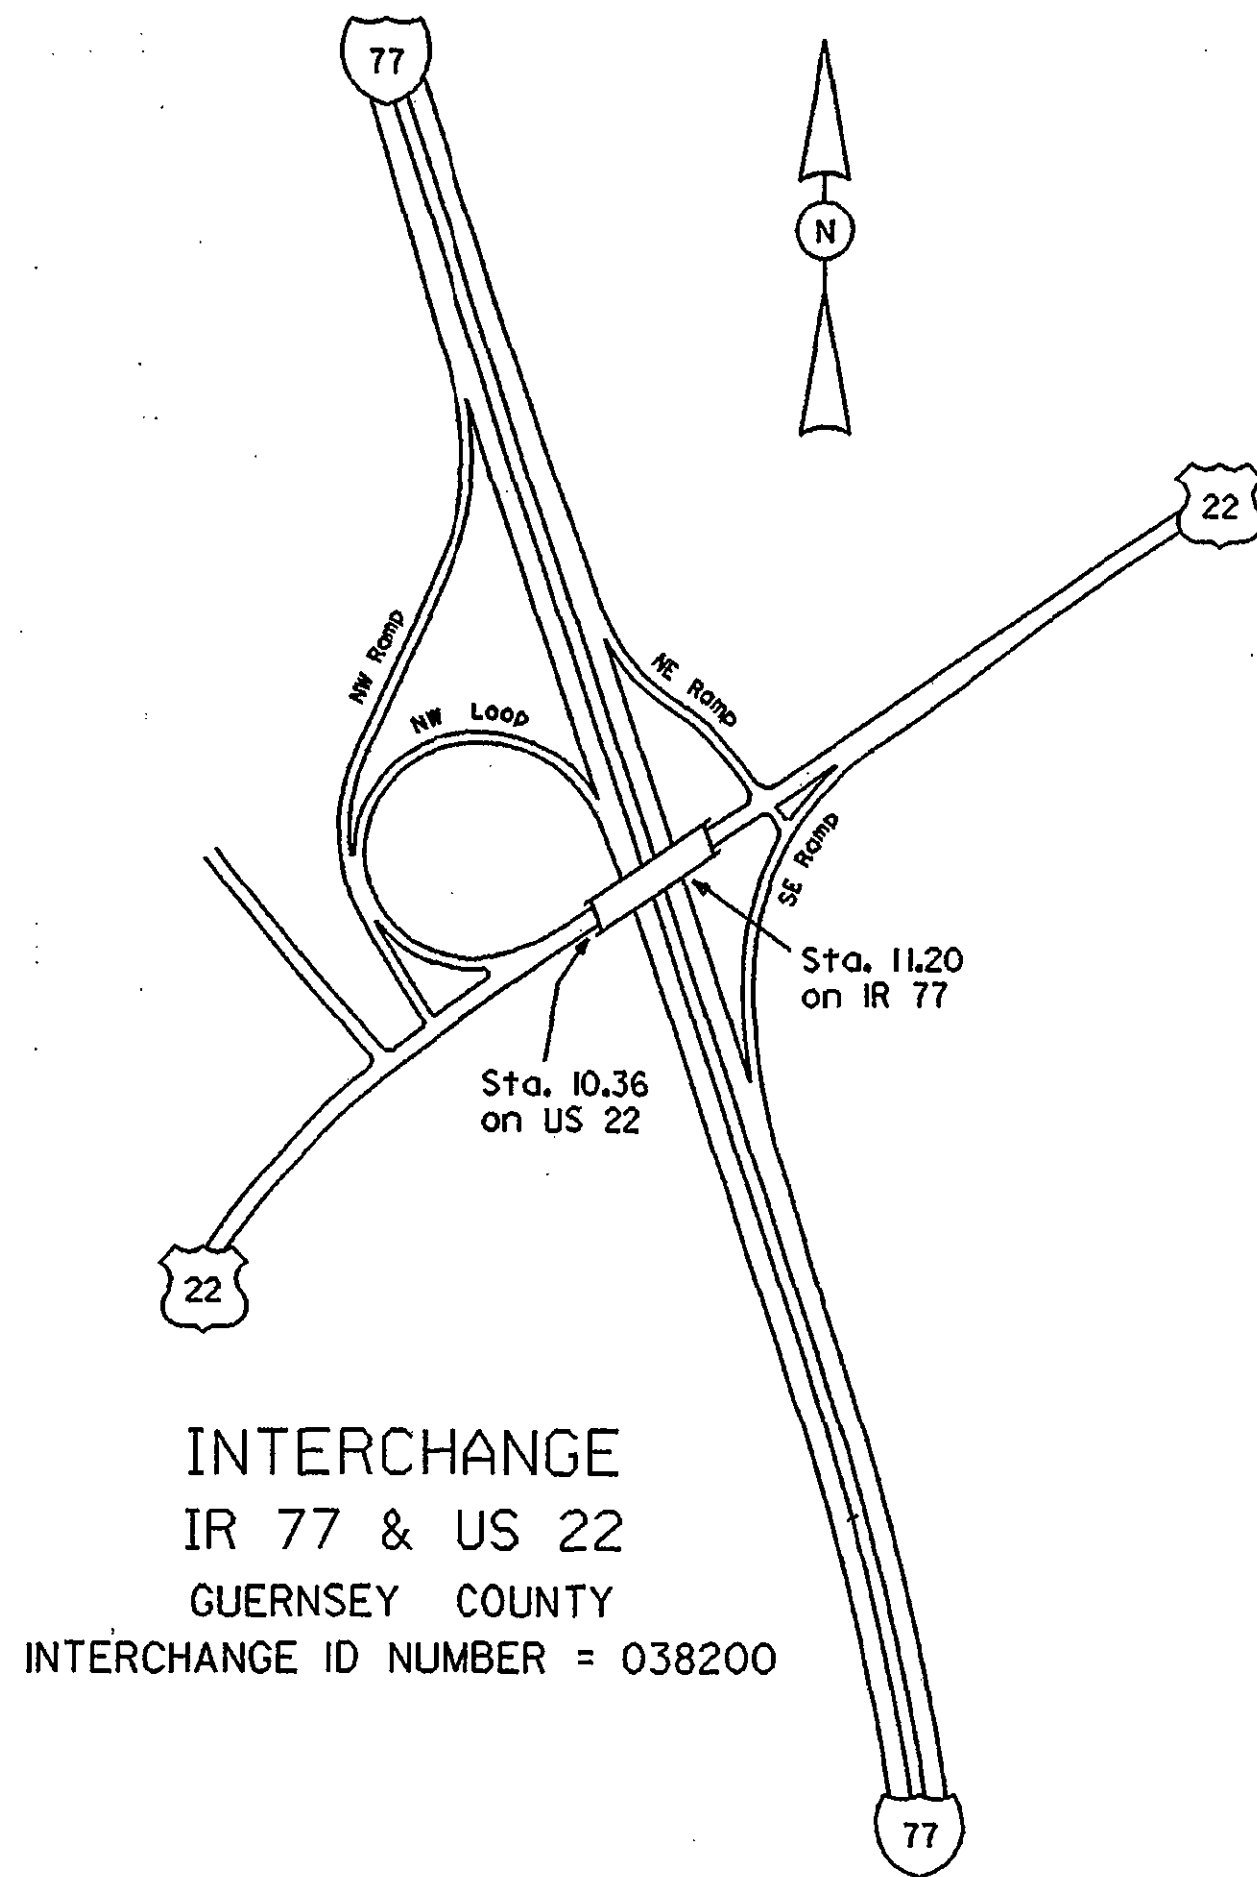 77
N
22
NW Ramp
NE Ramp
NW Loop
SE Ramp
Sta. 11.20
on IR 77
Sta. 10.36
on US 22
22
INTERCHANGE
IR 77 & US 22
GUERNSEY COUNTY
INTERCHANGE ID NUMBER = 038200
77